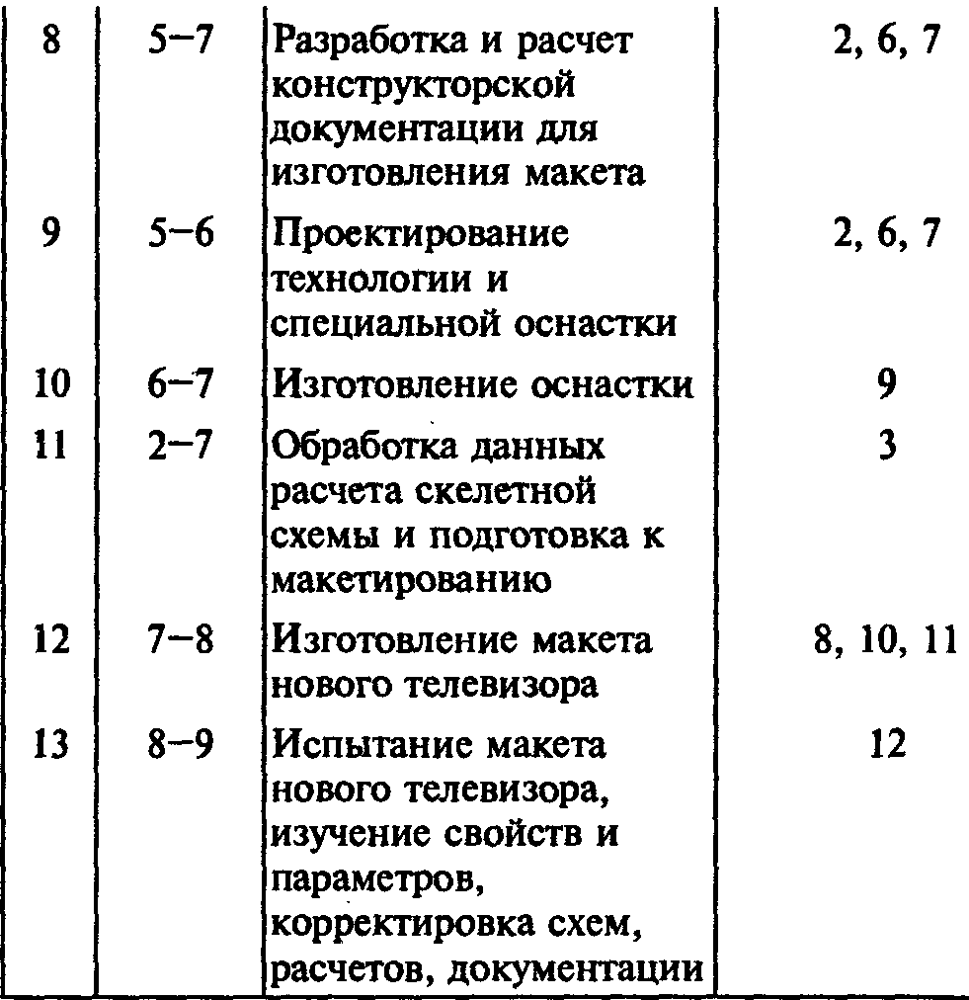 8 5–7 Разработка и расчет 2, 6, 7
конструкторской
документации для
изготовления макета
9 5–6 Проектирование 2, 6, 7
технологии и
специальной оснастки
10 6–7 Изготовление оснастки 9
11 2–7 Обработка данных 3
расчета скелетной
схемы и подготовка к
макетированию
12 7–8 Изготовление макета 8, 10, 11
нового телевизора
13 8–9 Испытание макета 12
нового телевизора,
изучение свойств и
параметров,
корректировка схем,
расчетов, документации